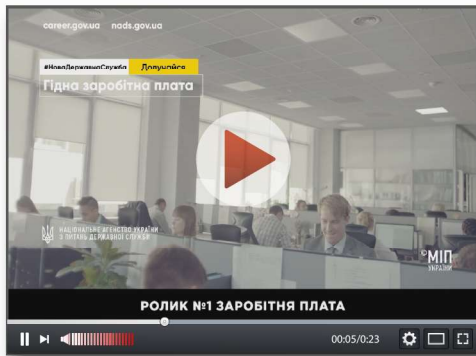 career.gov.ua nads.gov.ua
#НоваДержавнаСлужба Долучайся
Гідна заробітна плата
НАЦІОНАЛЬНЕ АГЕНТСТВО УКРАЇНИ
З ПИТАНЬ ДЕРЖАВНОЇ СЛУЖБИ
©МІП
УКРАЇНИ
РОЛИК №1 ЗАРОБІТНЯ ПЛАТА
00:05/0:23